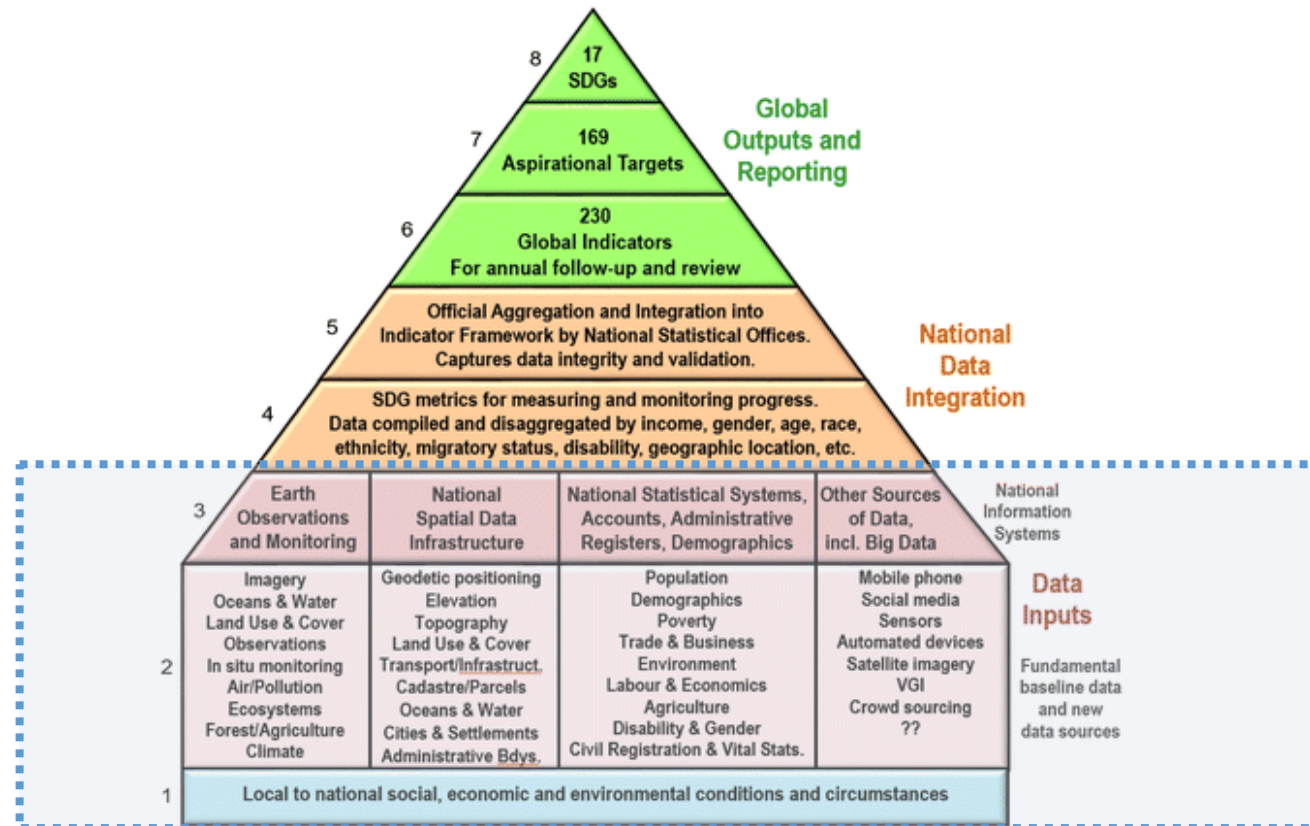 8
17
SDGs
Global
Outputs and
Reporting
7
169
Aspirational Targets
6
230
Global Indicators
For annual follow-up and review
5
Official Aggregation and Integration into
Indicator Framework by National Statistical Offices.
Captures data integrity and validation.
National
Data
Integration
4
SDG metrics for measuring and monitoring progress.
Data compiled and disaggregated by income, gender, age, race,
ethnicity, migratory status, disability, geographic location, etc.
3
Earth
Observations
and Monitoring
National
Spatial Data
Infrastructure
National Statistical Systems,
Accounts, Administrative
Registers, Demographics
Other Sources
of Data,
incl. Big Data
National
Information
Systems
2
Imagery
Oceans & Water
Land Use & Cover
Observations
In situ monitoring
Air/Pollution
Ecosystems
Forest/Agriculture
Climate
Geodetic positioning
Elevation
Topography
Land Use & Cover
Transport/Infrastruct.
Cadastre/Parcels
Oceans & Water
Cities & Settlements
Administrative Bdys.
Population
Demographics
Poverty
Trade & Business
Environment
Labour & Economics
Agriculture
Disability & Gender
Civil Registration & Vital Stats.
Mobile phone
Social media
Sensors
Automated devices
Satellite imagery
VGI
Crowd sourcing
??
Data
Inputs
Fundamental
baseline data
and new
data sources
1
Local to national social, economic and environmental conditions and circumstances